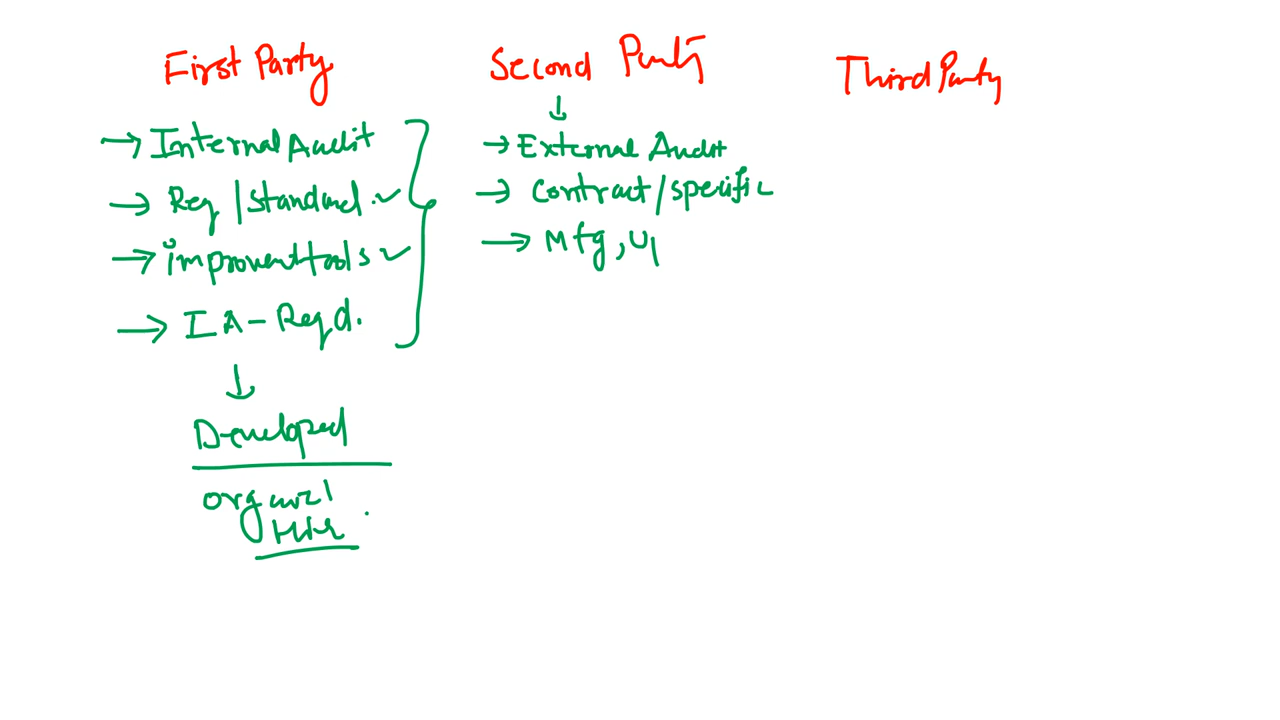 First Party
→ Internal Audit
→ Req / Standard. ✓
→ improvement tools ✓
→ IA - Reqd.
↓
Developed
Second Party
↓
→ External Audit
→ Contract / specific
→ Mfg,
Third Party